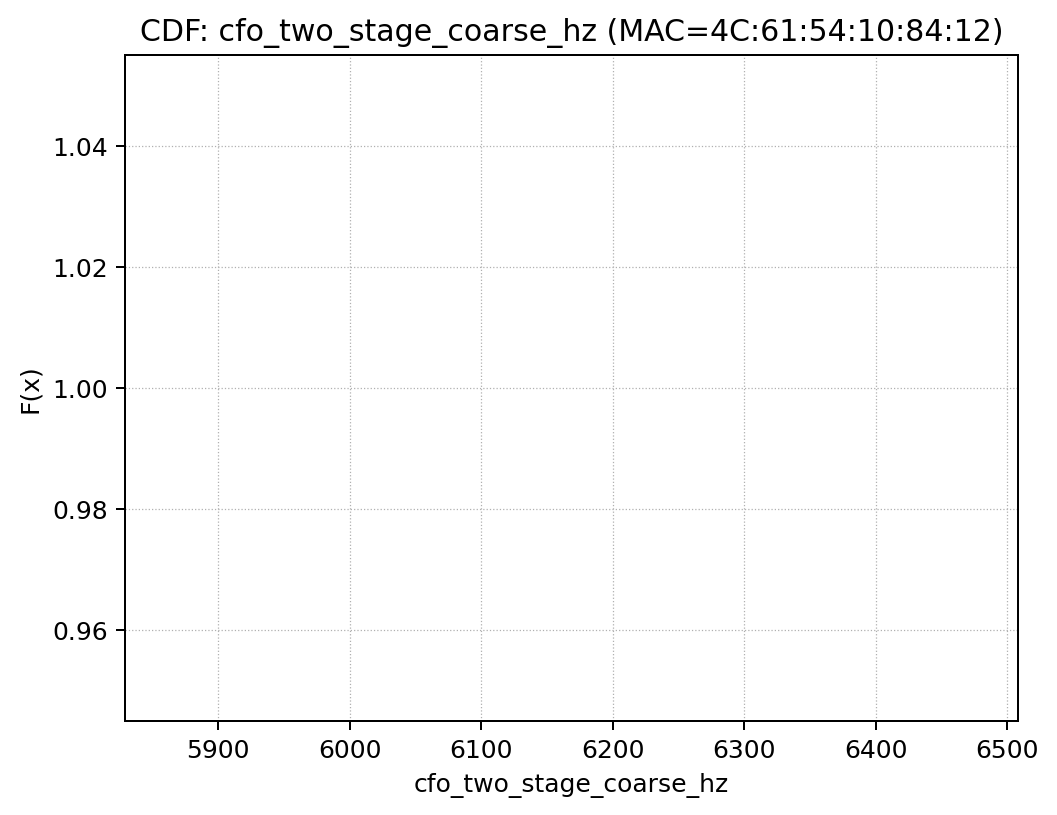 CDF: cfo_two_stage_coarse_hz (MAC=4C:61:54:10:84:12)
1.04
1.02
1.00
0.98
0.96
F(x)
5900 6000 6100 6200 6300 6400 6500
cfo_two_stage_coarse_hz